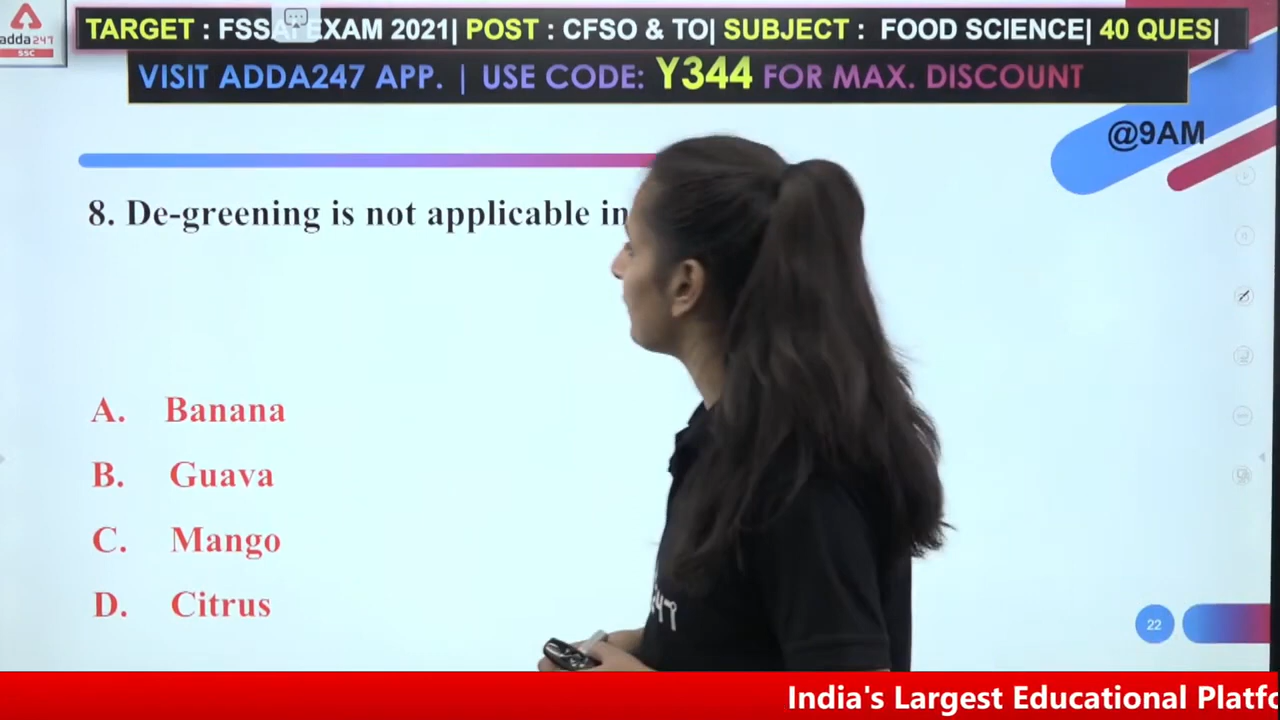 adda247
SSC
TARGET : FSSAI EXAM 2021| POST : CFSO & TO| SUBJECT : FOOD SCIENCE| 40 QUES|
VISIT ADDA247 APP. | USE CODE: Y344 FOR MAX. DISCOUNT
@9AM
8. De-greening is not applicable in
A. Banana
B. Guava
C. Mango
D. Citrus
22
India's Largest Educational